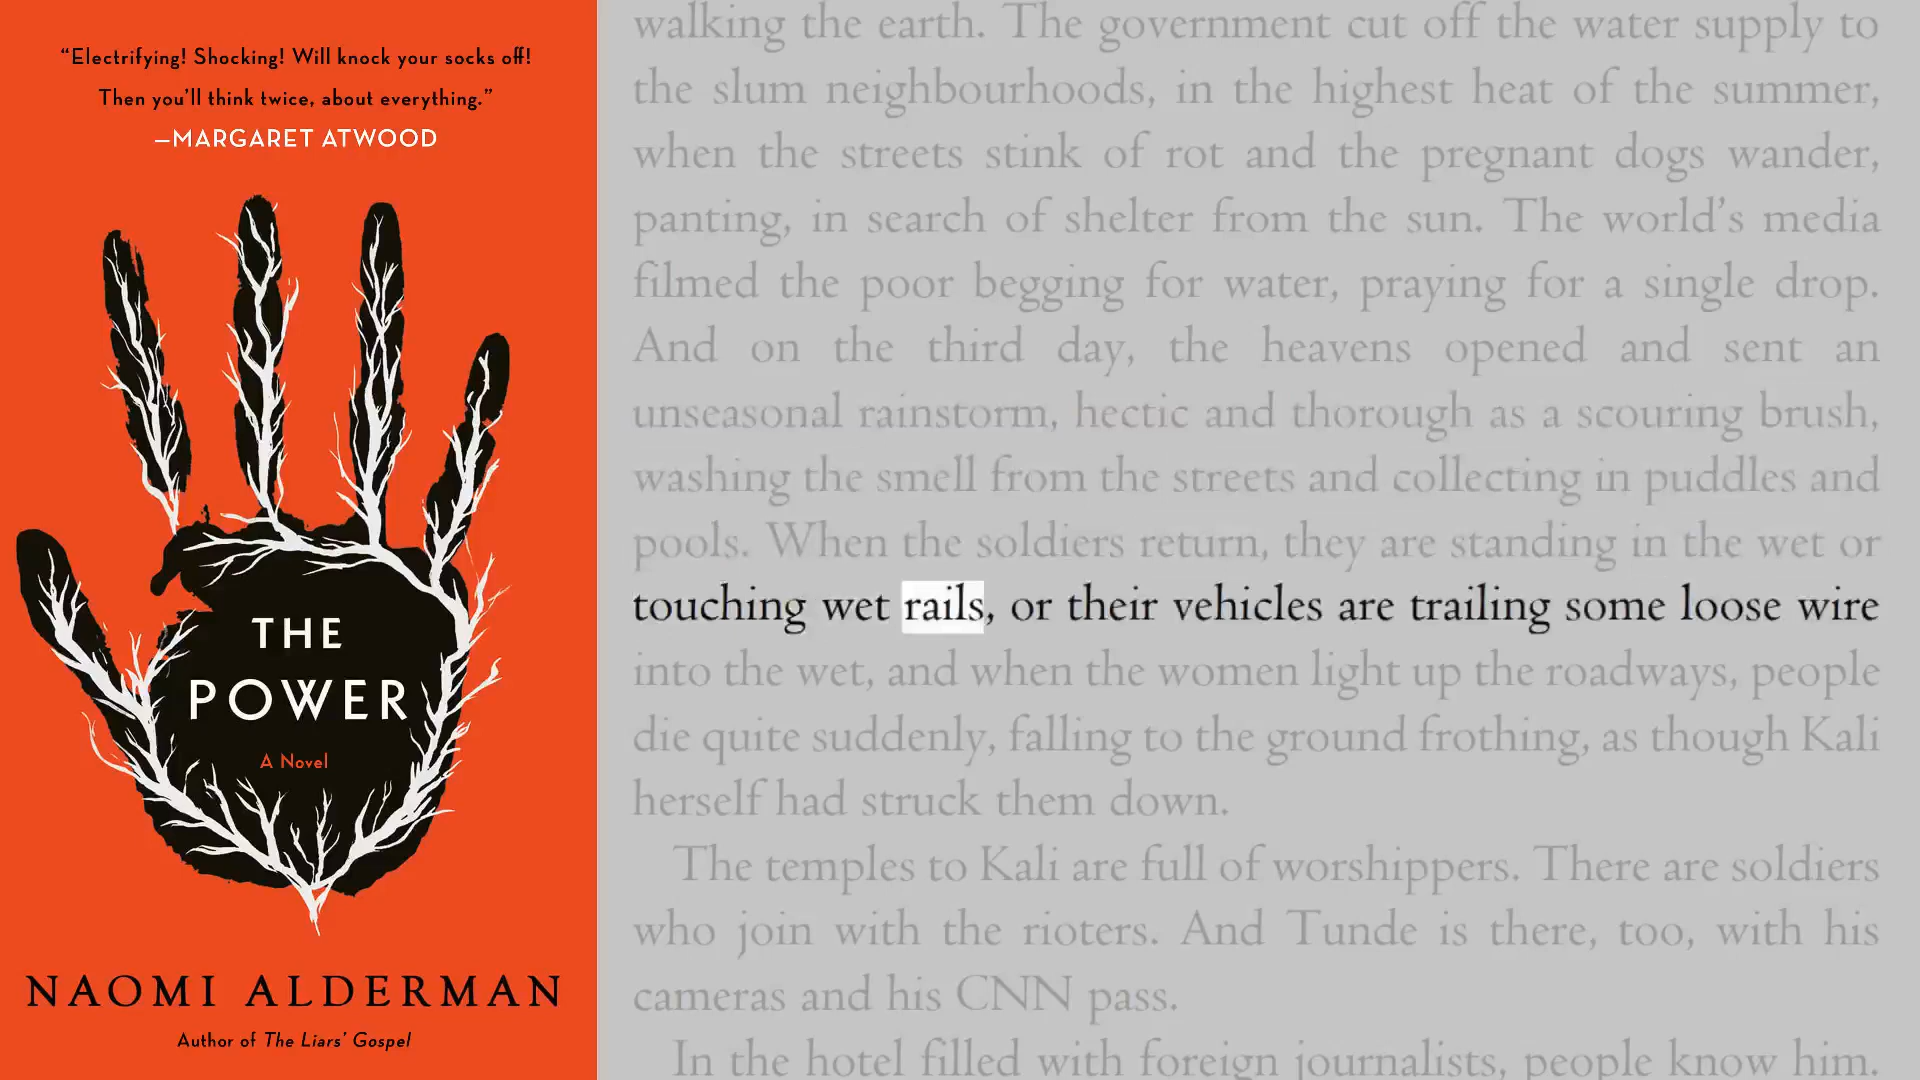 “Electrifying! Shocking! Will knock your socks off!
Then you’ll think twice, about everything.”
—MARGARET ATWOOD
THE
POWER
A Novel
NAOMI ALDERMAN
Author of The Liars’ Gospel
walking the earth. The government cut off the water supply to
the slum neighbourhoods, in the highest heat of the summer,
when the streets stink of rot and the pregnant dogs wander,
panting, in search of shelter from the sun. The world’s media
filmed the poor begging for water, praying for a single drop.
And on the third day, the heavens opened and sent an
unseasonal rainstorm, hectic and thorough as a scouring brush,
washing the smell from the streets and collecting in puddles and
pools. When the soldiers return, they are standing in the wet or
touching wet rails, or their vehicles are trailing some loose wire
into the wet, and when the women light up the roadways, people
die quite suddenly, falling to the ground frothing, as though Kali
herself had struck them down.
The temples to Kali are full of worshippers. There are soldiers
who join with the rioters. And Tunde is there, too, with his
cameras and his CNN pass.
In the hotel filled with foreign journalists, people know him.